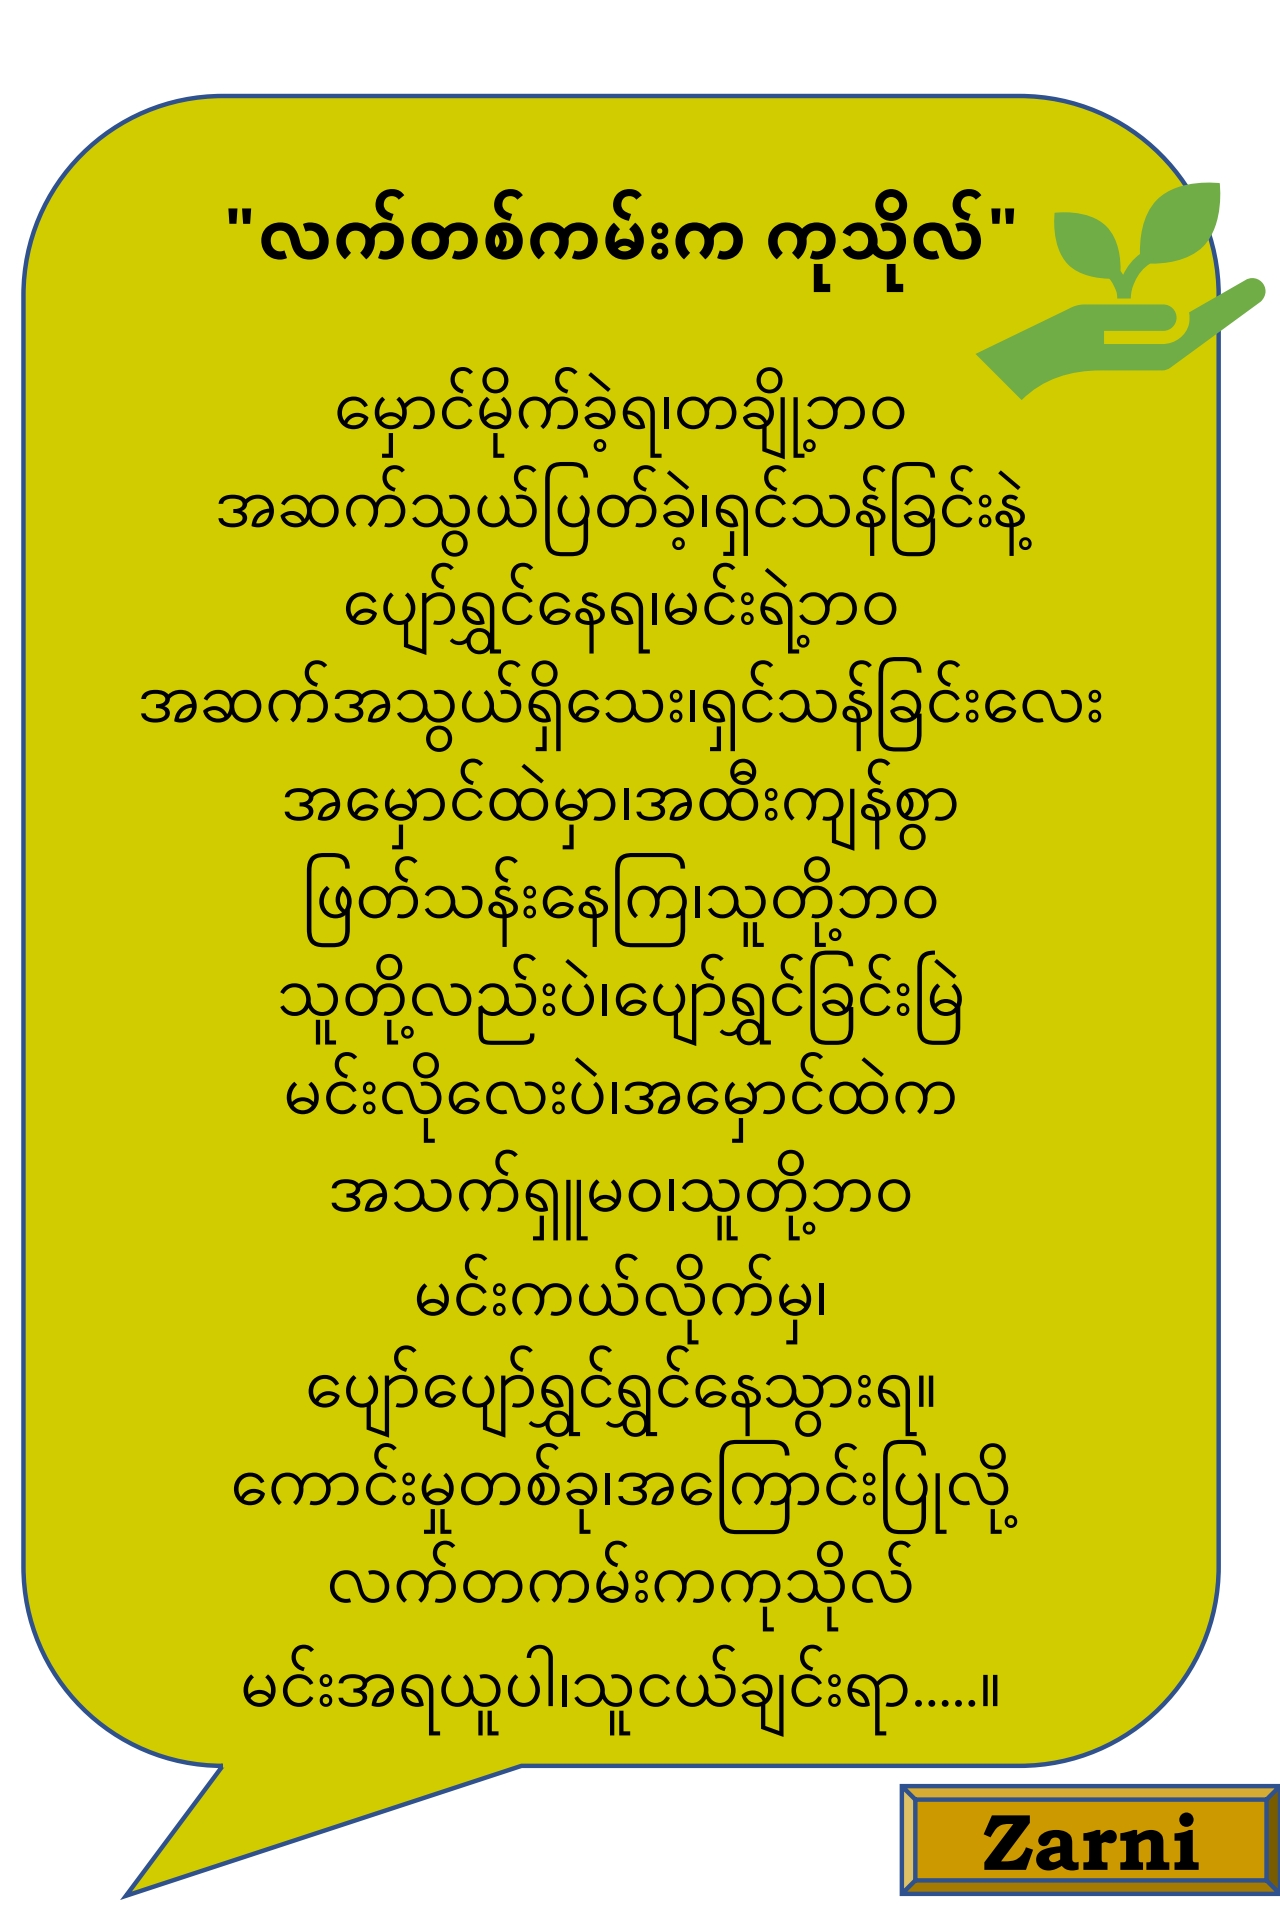 "လက်တစ်ကမ်းက ကုသိုလ်"
မှောင်မိုက်ခဲ့ရ၊တချို့ဘဝ
အဆက်သွယ်ပြတ်ခဲ့၊ရှင်သန်ခြင်းနဲ့
ပျော်ရွှင်နေရ၊မင်းရဲ့ဘဝ
အဆက်အသွယ်ရှိသေး၊ရှင်သန်ခြင်းလေး
အမှောင်ထဲမှာ၊အထီးကျန်စွာ
ဖြတ်သန်းနေကြ၊သူတို့ဘဝ
သူတို့လည်းပဲ၊ပျော်ရွှင်ခြင်းမြဲ
မင်းလိုလေးပဲ၊အမှောင်ထဲက
အသက်ရှူမဝ၊သူတို့ဘဝ
မင်းကယ်လိုက်မှ၊
ပျော်ပျော်ရွှင်ရွှင်နေသွားရ။
ကောင်းမှုတစ်ခု၊အကြောင်းပြုလို့
လက်တကမ်းကကုသိုလ်
မင်းအရယူပါ၊သူငယ်ချင်းရာ.....။
Zarni